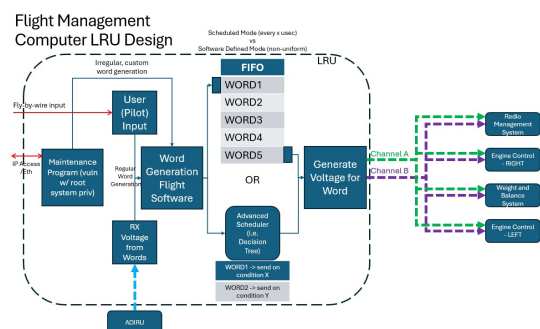 Flight Management
Computer LRU Design
Scheduled Mode (every x usec)
vs
Software Defined Mode (non-uniform)
LRU
Irregular, custom
word generation
FIFO
WORD1
WORD2
WORD3
WORD4
WORD5
OR
Fly-by-wire input
User
(Pilot)
Input
IP Access
/Eth
Maintenance
Program (vuln
w/ root
system priv)
Regular
Word
Generation
Word
Generation
Flight
Software
RX
Voltage
from
Words
ADIRU
Advanced
Scheduler
(i.e.
Decision
Tree)
WORD1 -> send on
condition X
WORD2 -> send on
condition Y
Generate
Voltage for
Word
Channel A
Channel B
Redio
Management
System
Engine Control
- RIGHT
Weight and
Balance System
Engine Control
- LEFT